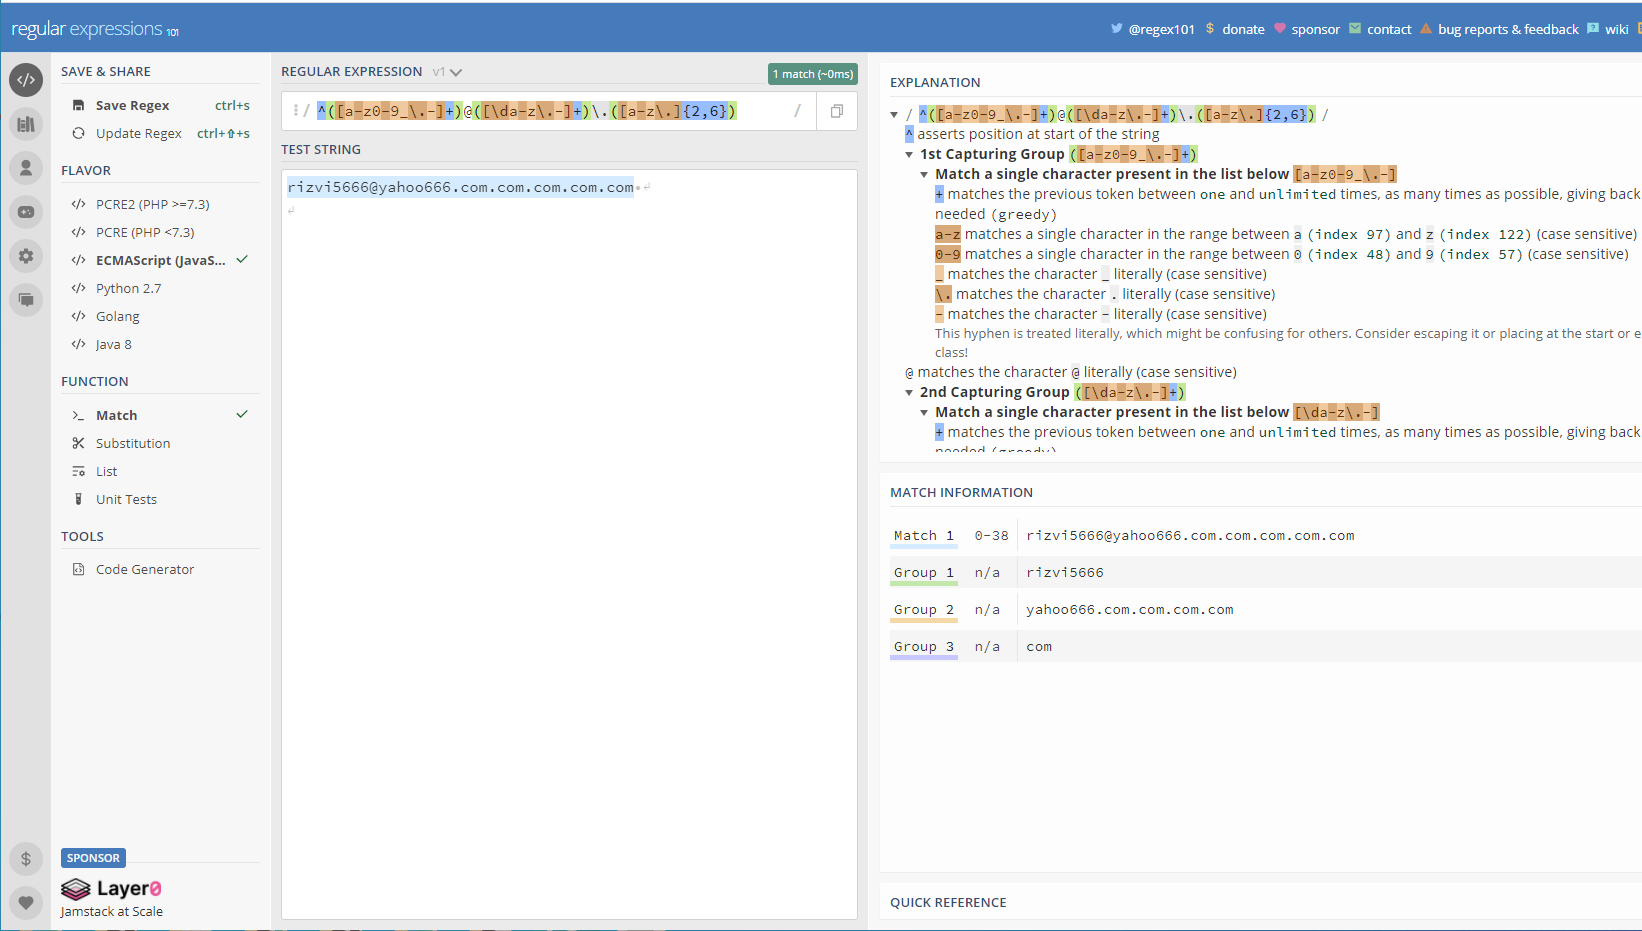 regular expressions 101
@regex101 donate sponsor contact bug reports & feedback wiki
SAVE & SHARE
Save Regex ctrl+s
Update Regex ctrl+⇧+s
FLAVOR
PCRE2 (PHP >=7.3)
PCRE (PHP <7.3)
ECMAScript (JavaS...
Python 2.7
Golang
Java 8
FUNCTION
Match
Substitution
List
Unit Tests
TOOLS
Code Generator
SPONSOR
Layer0
Jamstack at Scale
REGULAR EXPRESSION v1
1 match (~0ms)
/ ^([a-z0-9_\.-]+)@([\da-z\.-]+)\.([a-z\.]{2,6}) /
TEST STRING
rizvi5666@yahoo666.com.com.com.com.com
EXPLANATION
/ ^([a-z0-9_\.-]+)@([\da-z\.-]+)\.([a-z\.]{2,6}) /
^ asserts position at start of the string
1st Capturing Group ([a-z0-9_\.-]+)
Match a single character present in the list below [a-z0-9_\.-]
+ matches the previous token between one and unlimited times, as many times as possible, giving back
needed (greedy)
a-z matches a single character in the range between a (index 97) and z (index 122) (case sensitive)
0-9 matches a single character in the range between 0 (index 48) and 9 (index 57) (case sensitive)
_ matches the character _ literally (case sensitive)
\. matches the character . literally (case sensitive)
- matches the character - literally (case sensitive)
This hyphen is treated literally, which might be confusing for others. Consider escaping it or placing at the start or e
class!
@ matches the character @ literally (case sensitive)
2nd Capturing Group ([\da-z\.-]+)
Match a single character present in the list below [\da-z\.-]
+ matches the previous token between one and unlimited times, as many times as possible, giving back
needed (greedy)
MATCH INFORMATION
Match 1 0-38 rizvi5666@yahoo666.com.com.com.com.com
Group 1 n/a rizvi5666
Group 2 n/a yahoo666.com.com.com.com
Group 3 n/a com
QUICK REFERENCE